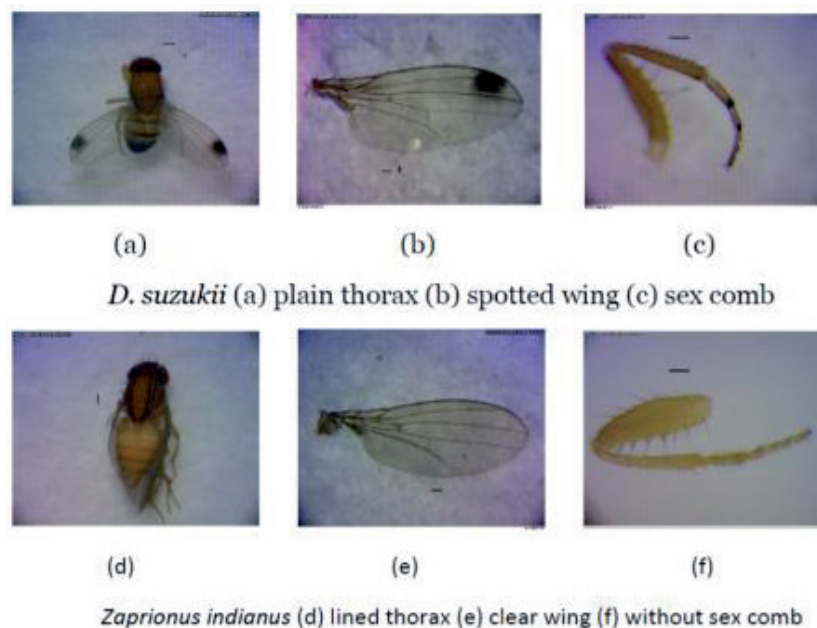 (a) (b) (c)
D. suzukii (a) plain thorax (b) spotted wing (c) sex comb
(d) (e) (f)
Zaprionus indianus (d) lined thorax (e) clear wing (f) without sex comb